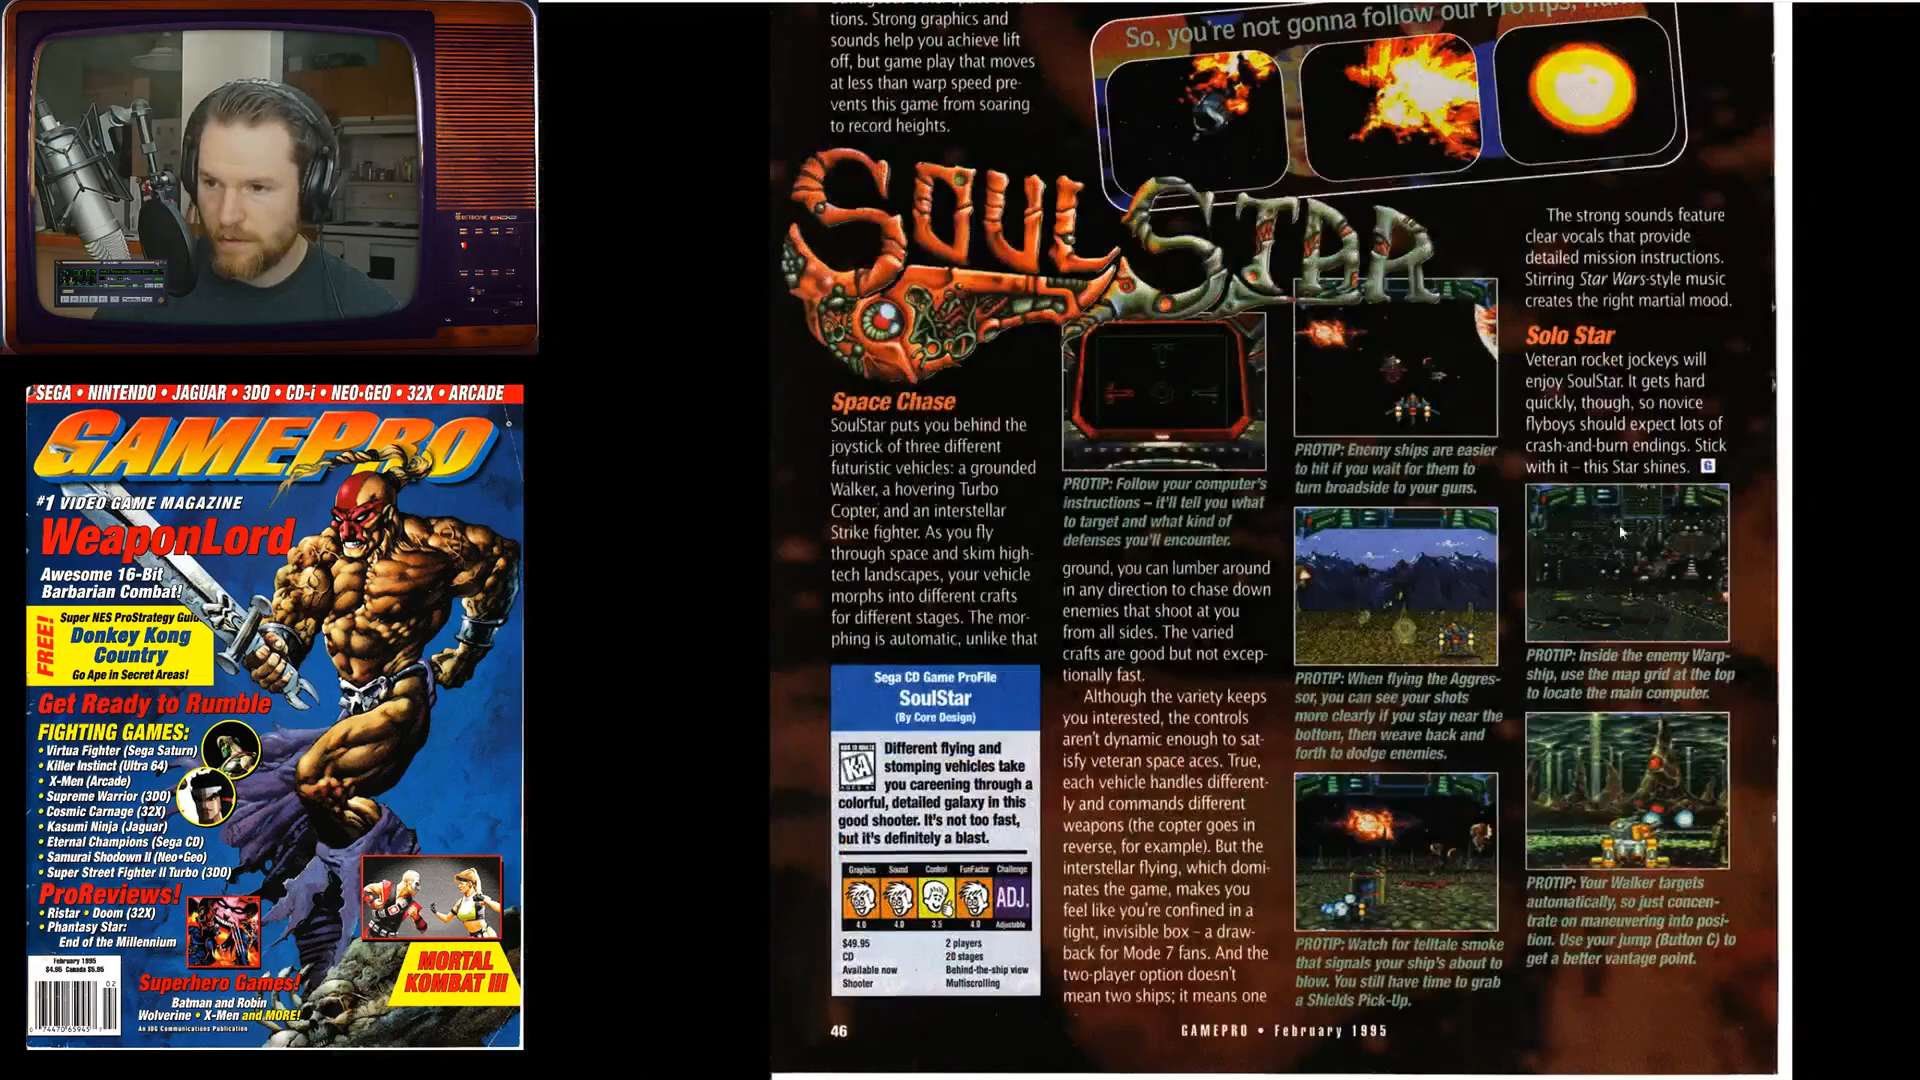 SEGA • NINTENDO • JAGUAR • 3DO • CD-i • NEO•GEO • 32X • ARCADE
GAMEPRO
#1 VIDEO GAME MAGAZINE
WeaponLord
Awesome 16-Bit
Barbarian Combat!
FREE!
Super NES ProStrategy Guide
Donkey Kong
Country
Go Ape in Secret Areas!
Get Ready to Rumble
FIGHTING GAMES:
• Virtua Fighter (Sega Saturn)
• Killer Instinct (Ultra 64)
• X-Men (Arcade)
• Supreme Warrior (3DO)
• Cosmic Carnage (32X)
• Kasumi Ninja (Jaguar)
• Eternal Champions (Sega CD)
• Samurai Shodown II (Neo•Geo)
• Super Street Fighter II Turbo (3DO)
ProReviews!
• Ristar • Doom (32X)
• Phantasy Star:
End of the Millennium
February 1995
$4.95 Canada $5.95
02
Superhero Games!
Batman and Robin
Wolverine • X-Men and MORE!
An IDG Communications Publication
MORTAL
KOMBAT III
tions. Strong graphics and
sounds help you achieve lift
off, but game play that moves
at less than warp speed pre-
vents this game from soaring
to record heights.
So, you're not gonna follow our ProTips,
SOULSTAR
Space Chase
SoulStar puts you behind the
joystick of three different
futuristic vehicles: a grounded
Walker, a hovering Turbo
Copter, and an interstellar
Strike fighter. As you fly
through space and skim high-
tech landscapes, your vehicle
morphs into different crafts
for different stages. The mor-
phing is automatic, unlike that
Sega CD Game ProFile
SoulStar
(By Core Design)
KA
Different flying and
stomping vehicles take
you careening through a
colorful, detailed galaxy in this
good shooter. It's not too fast,
but it's definitely a blast.
Graphics Sound Control FunFactor Challenge
ADJ.
4.0 4.0 3.5 4.0 Adjustable
$49.95 2 players
CD 20 stages
Available now Behind-the-ship view
Shooter Multiscrolling
PROTIP: Follow your computer's
instructions – it'll tell you what
to target and what kind of
defenses you'll encounter.
ground, you can lumber around
in any direction to chase down
enemies that shoot at you
from all sides. The varied
crafts are good but not excep-
tionally fast.
Although the variety keeps
you interested, the controls
aren't dynamic enough to sat-
isfy veteran space aces. True,
each vehicle handles different-
ly and commands different
weapons (the copter goes in
reverse, for example). But the
interstellar flying, which domi-
nates the game, makes you
feel like you're confined in a
tight, invisible box – a draw-
back for Mode 7 fans. And the
two-player option doesn't
mean two ships; it means one
PROTIP: Enemy ships are easier
to hit if you wait for them to
turn broadside to your guns.
PROTIP: When flying the Aggres-
sor, you can see your shots
more clearly if you stay near the
bottom, then weave back and
forth to dodge enemies.
PROTIP: Watch for telltale smoke
that signals your ship's about to
blow. You still have time to grab
a Shields Pick-Up.
The strong sounds feature
clear vocals that provide
detailed mission instructions.
Stirring Star Wars-style music
creates the right martial mood.
Solo Star
Veteran rocket jockeys will
enjoy SoulStar. It gets hard
quickly, though, so novice
flyboys should expect lots of
crash-and-burn endings. Stick
with it – this Star shines. G
PROTIP: Inside the enemy Warp-
ship, use the map grid at the top
to locate the main computer.
PROTIP: Your Walker targets
automatically, so just concen-
trate on maneuvering into posi-
tion. Use your jump (Button C) to
get a better vantage point.
46
GAMEPRO • February 1995